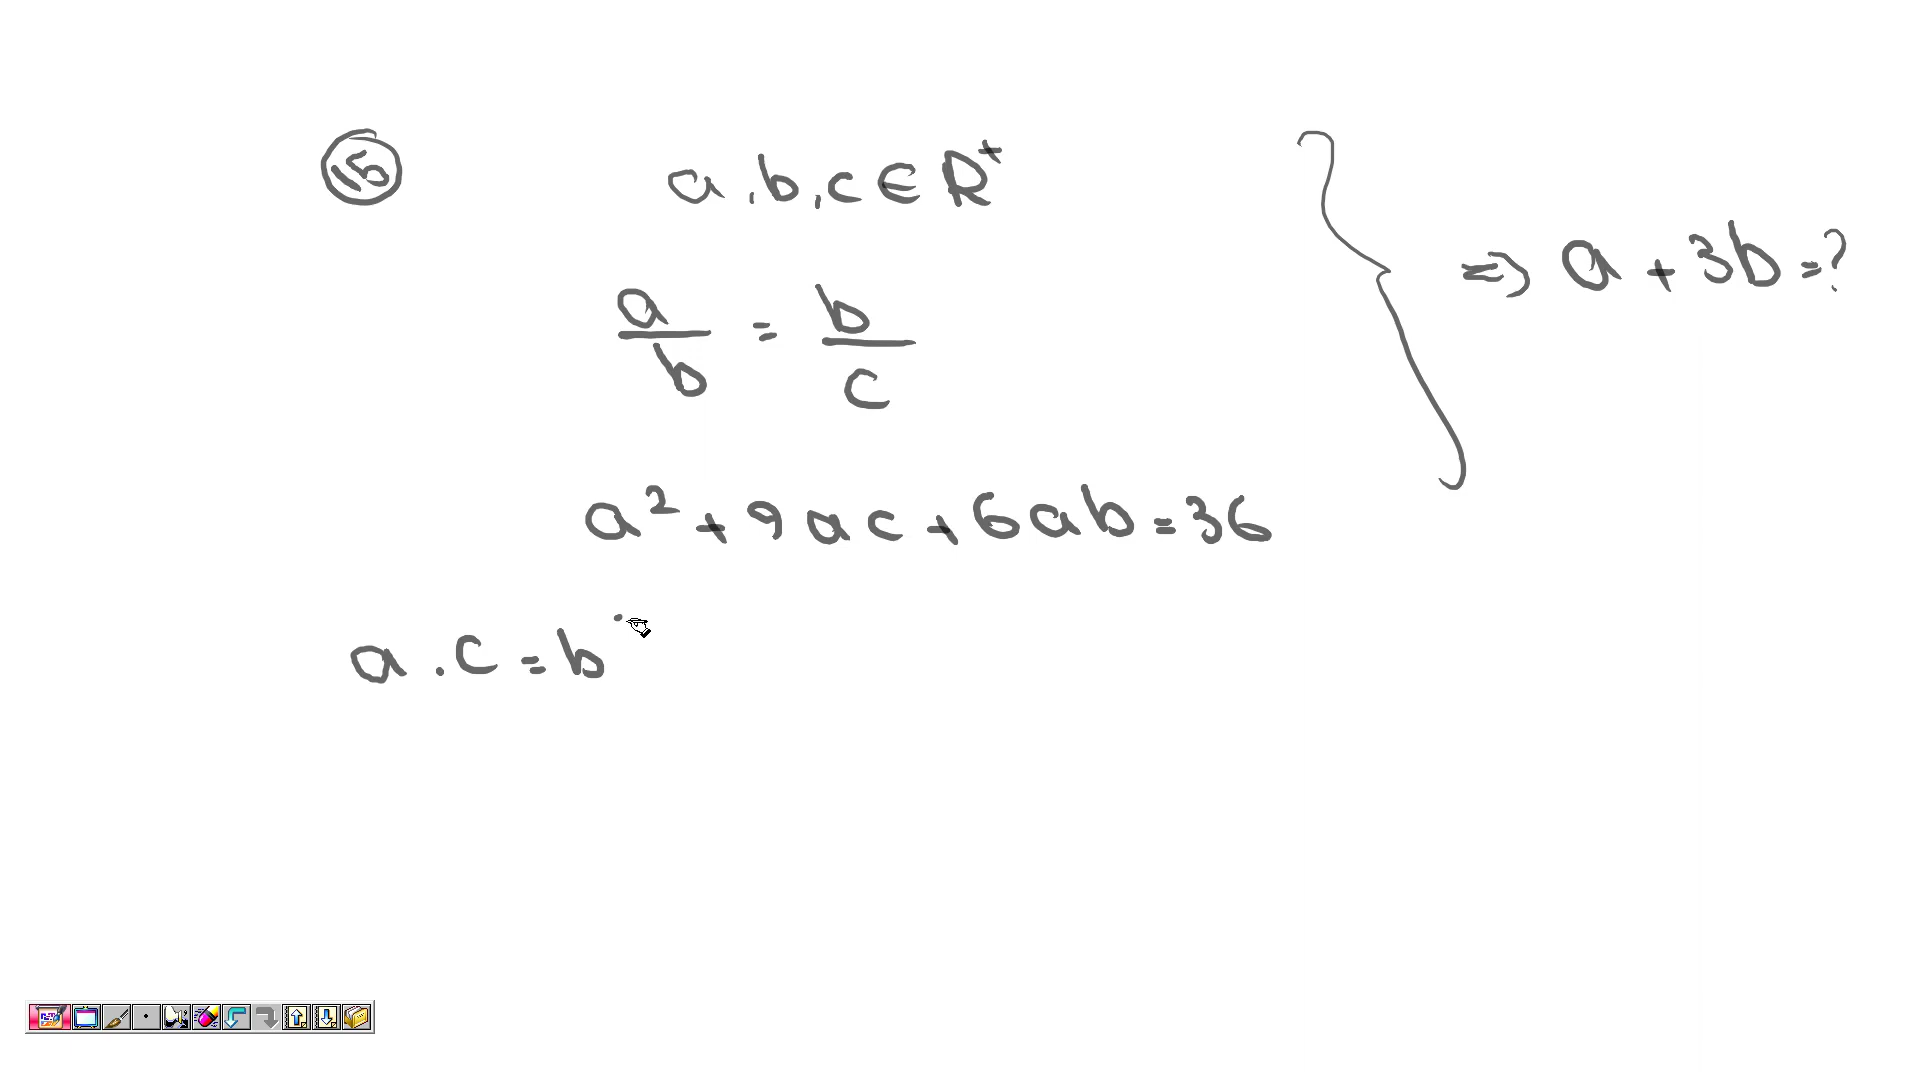 15
a, b, c ∈ R⁺
a/b = b/c
a² + 9ac + 6ab = 36
⇒ a + 3b = ?
a . c = b